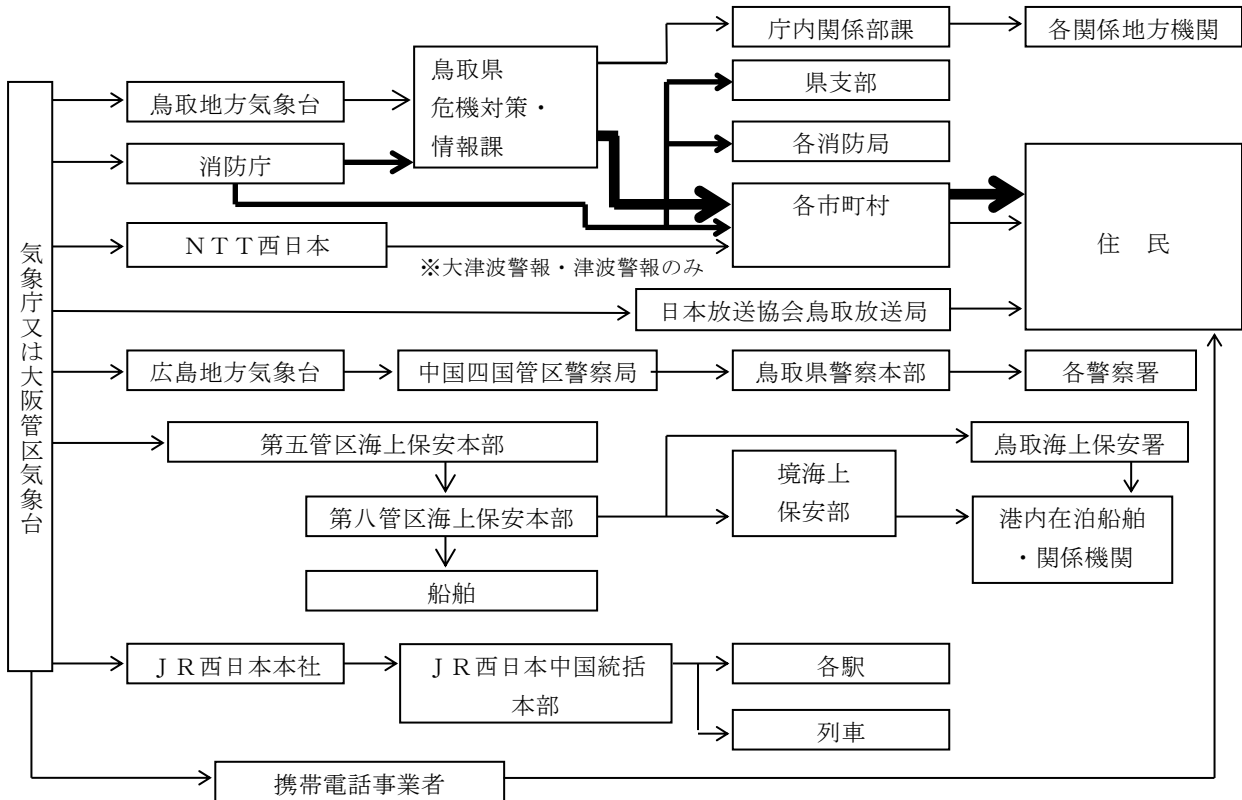 庁内関係部課
各関係地方機関
鳥取県
危機対策・
情報課
県支部
鳥取地方気象台
各消防局
消防庁
各市町村
住　民
ＮＴＴ西日本
※大津波警報・津波警報のみ
気象庁又は大阪管区気象台
日本放送協会鳥取放送局
広島地方気象台
中国四国管区警察局
鳥取県警察本部
各警察署
第五管区海上保安本部
鳥取海上保安署
境海上
保安部
第八管区海上保安本部
港内在泊船舶
・関係機関
船舶
ＪＲ西日本本社
ＪＲ西日本中国統括
本部
各駅
列車
携帯電話事業者